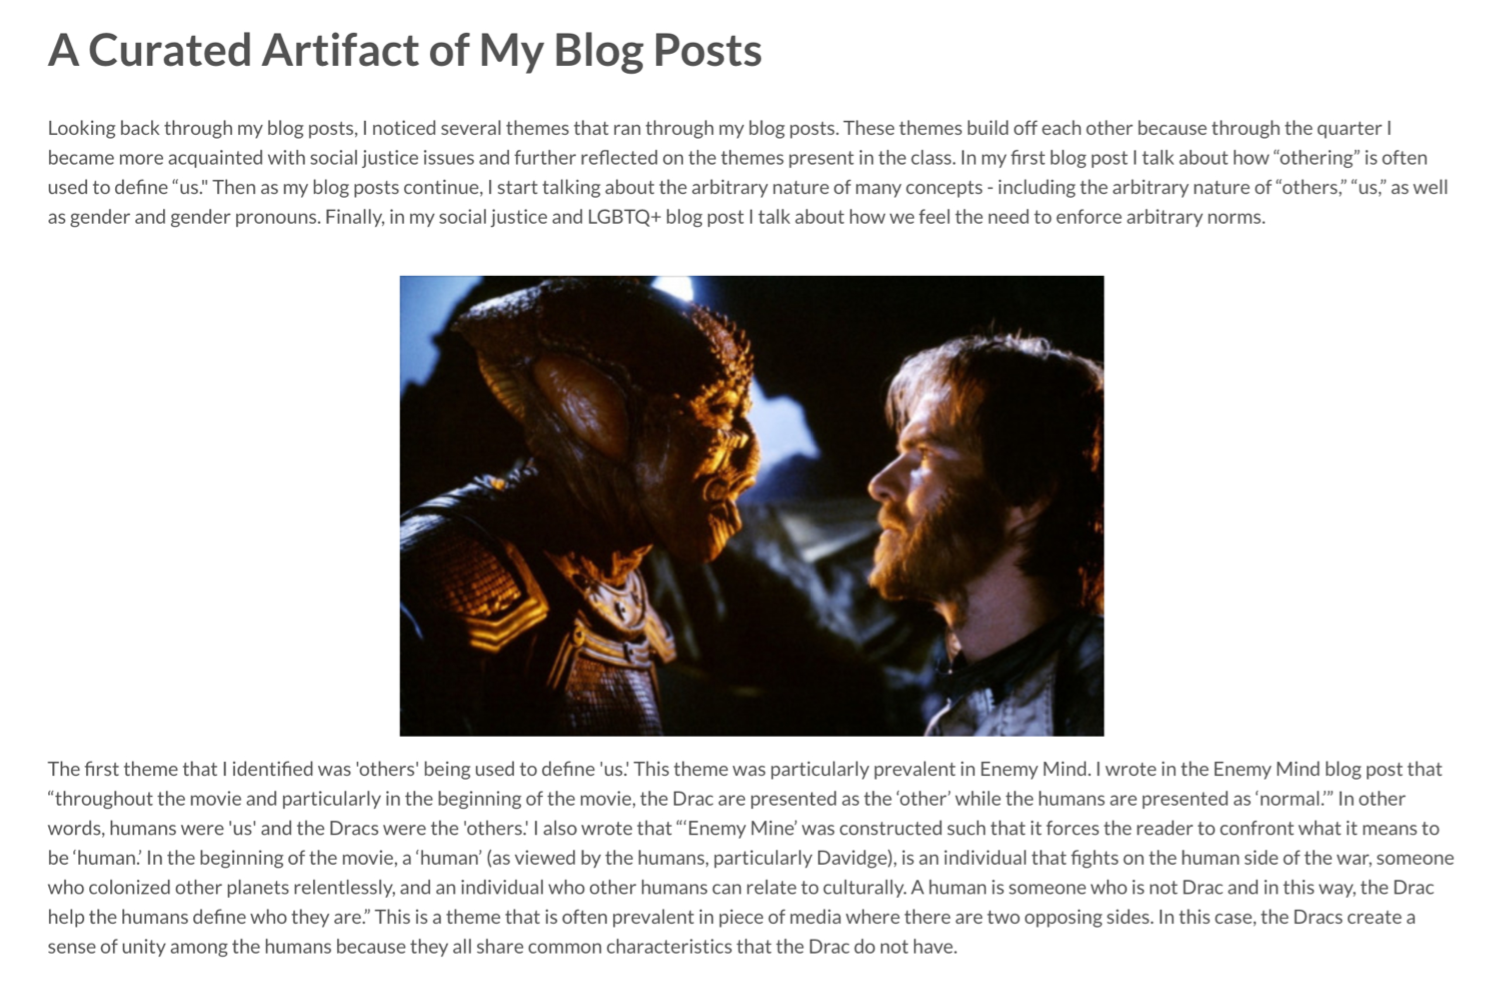 A Curated Artifact of My Blog Posts
Looking back through my blog posts, I noticed several themes that ran through my blog posts. These themes build off each other because through the quarter I
became more acquainted with social justice issues and further reflected on the themes present in the class. In my first blog post I talk about how “othering” is often
used to define “us." Then as my blog posts continue, I start talking about the arbitrary nature of many concepts - including the arbitrary nature of “others,” “us,” as well
as gender and gender pronouns. Finally, in my social justice and LGBTQ+ blog post I talk about how we feel the need to enforce arbitrary norms.
The first theme that I identified was 'others' being used to define 'us.' This theme was particularly prevalent in Enemy Mind. I wrote in the Enemy Mind blog post that
“throughout the movie and particularly in the beginning of the movie, the Drac are presented as the ‘other’ while the humans are presented as ‘normal.’” In other
words, humans were 'us' and the Dracs were the 'others.' I also wrote that “‘Enemy Mine’ was constructed such that it forces the reader to confront what it means to
be ‘human.’ In the beginning of the movie, a ‘human’ (as viewed by the humans, particularly Davidge), is an individual that fights on the human side of the war, someone
who colonized other planets relentlessly, and an individual who other humans can relate to culturally. A human is someone who is not Drac and in this way, the Drac
help the humans define who they are.” This is a theme that is often prevalent in piece of media where there are two opposing sides. In this case, the Dracs create a
sense of unity among the humans because they all share common characteristics that the Drac do not have.